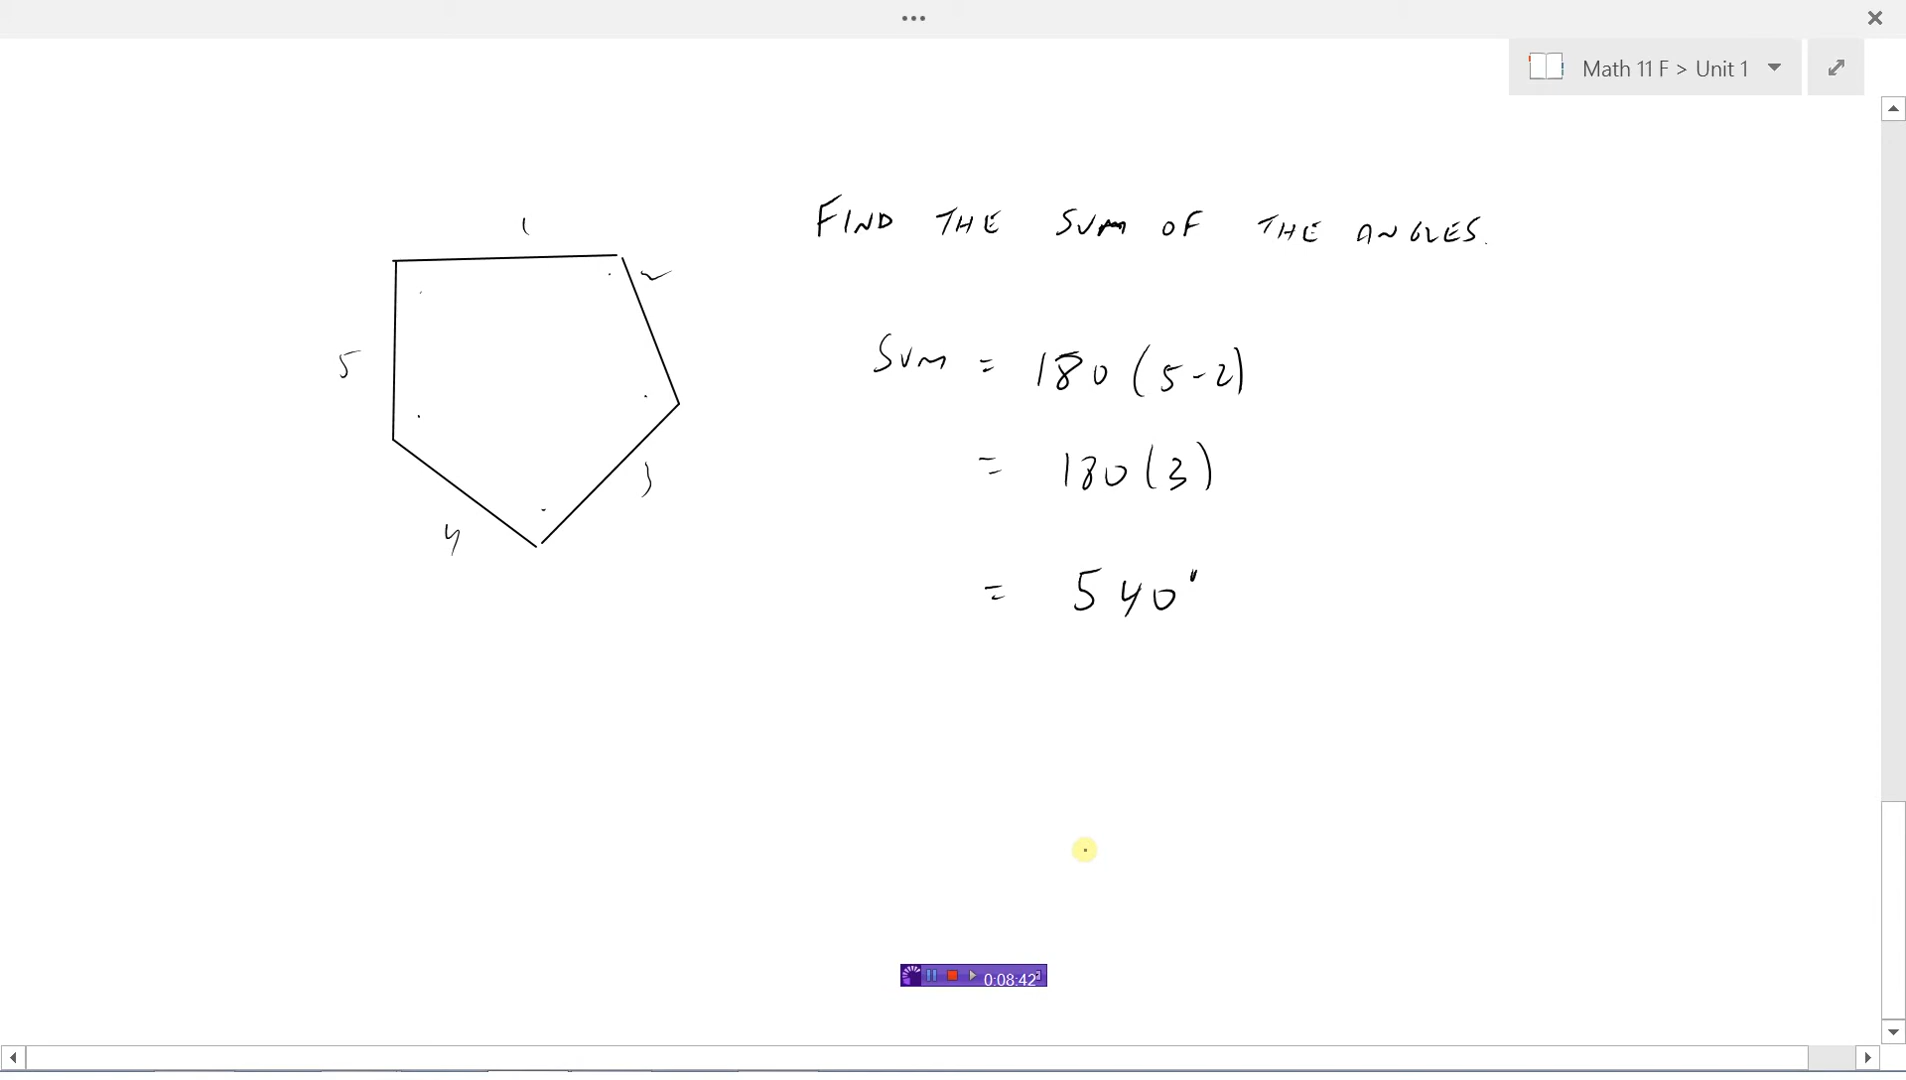 •••
Math 11 F > Unit 1
FIND THE SUM OF THE ANGLES.
1
2
5
3
4
SUM = 180 (5-2)
= 180 (3)
= 540°
0:08:42